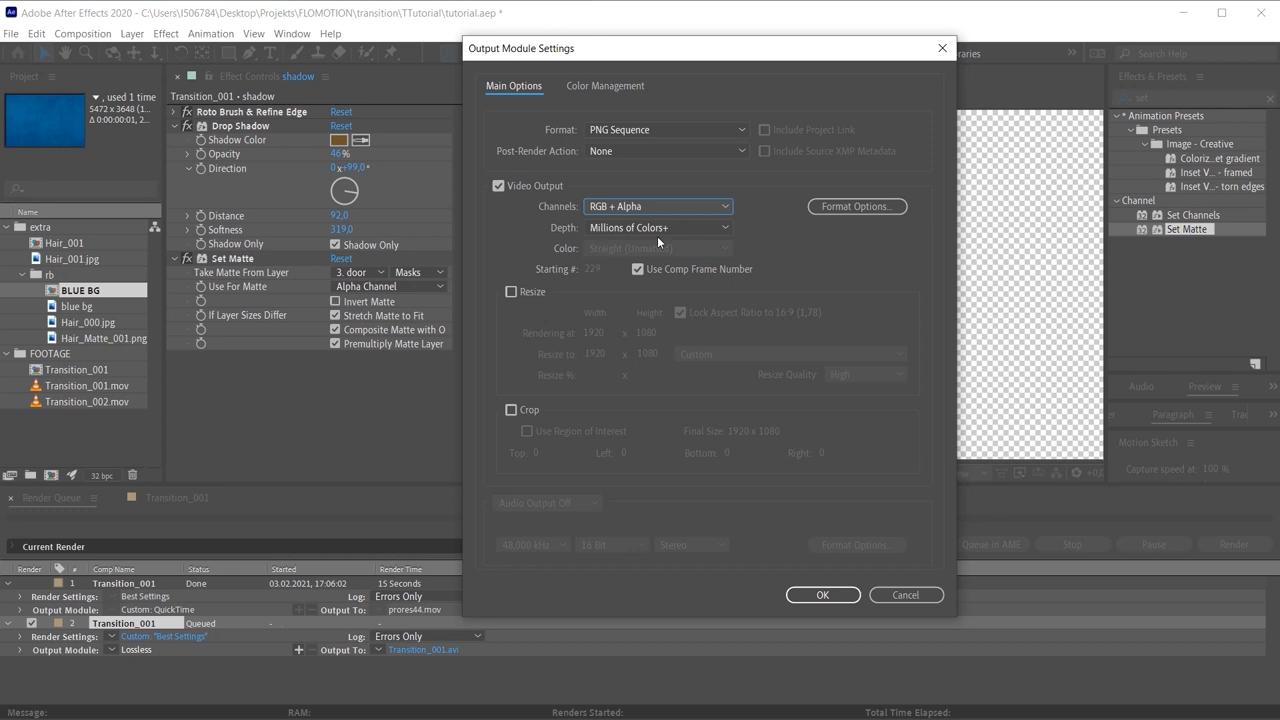 Adobe After Effects 2020 - C:\Users\I506784\Desktop\Projekts\FLOMOTION\transition\TTutorial\tutorial.aep *
File Edit Composition Layer Effect Animation View Window Help
Output Module Settings
Main Options Color Management
Format: PNG Sequence Include Project Link
Post-Render Action: None Include Source XMP Metadata
Video Output
Channels: RGB + Alpha Format Options...
Depth: Millions of Colors+
Color: Straight (Unmatted)
Starting #: 229 Use Comp Frame Number
Resize
Width Height Lock Aspect Ratio to 16:9 (1,78)
Rendering at: 1920 x 1080
Resize to: 1920 x 1080 Custom
Resize %: x Resize Quality: High
Crop
Use Region of Interest Final Size: 1920 x 1080
Top: 0 Left: 0 Bottom: 0 Right: 0
Audio Output Off
48,000 kHz 16 Bit Stereo Format Options...
OK Cancel
Project
, used 1 time
5472 x 3648 (1...
Δ 0:00:00:01, 2...
Name
extra
Hair_001
Hair_001.jpg
rb
BLUE BG
blue bg
Hair_000.jpg
Hair_Matte_001.png
FOOTAGE
Transition_001
Transition_001.mov
Transition_002.mov
32 bpc
Effect Controls shadow
Transition_001 • shadow
Roto Brush & Refine Edge Reset
Drop Shadow Reset
Shadow Color
Opacity 46%
Direction 0x+99,0°
Distance 92,0
Softness 319,0
Shadow Only Shadow Only
Set Matte Reset
Take Matte From Layer 3. door Masks
Use For Matte Alpha Channel
Invert Matte
If Layer Sizes Differ Stretch Matte to Fit
Composite Matte with O
Premultiply Matte Layer
raries
Search Help
Effects & Presets
set
* Animation Presets
Presets
Image - Creative
Coloriz...et gradient
Inset V... - framed
Inset V... - torn edges
Channel
Set Channels
Set Matte
Audio Preview
er Paragraph Trac
Motion Sketch
Capture speed at: 100 %
+0,
Render Queue Transition_001
Current Render
Queue in AME Stop Pause Render
Render # Comp Name Status Started Render Time
1 Transition_001 Done 03.02.2021, 17:06:02 15 Seconds
Render Settings: Best Settings Log: Errors Only
Output Module: Custom: QuickTime Output To: prores44.mov
2 Transition_001 Queued - -
Render Settings: Custom: "Best Settings" Log: Errors Only
Output Module: Lossless Output To: Transition_001.avi
Message: RAM: Renders Started: Total Time Elapsed: